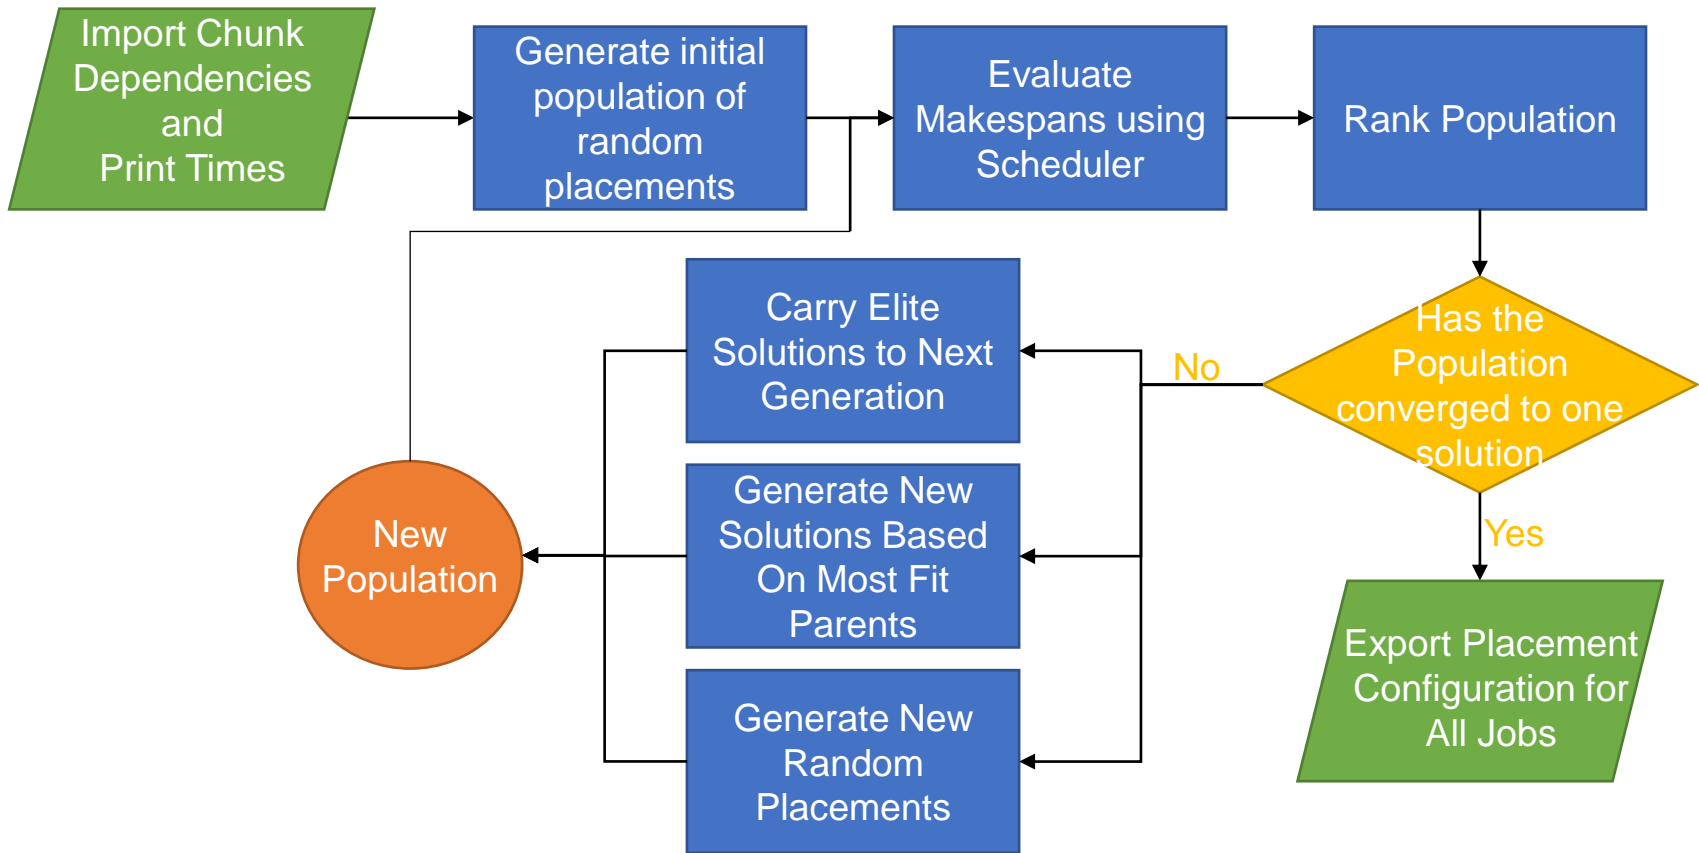 Import Chunk
Dependencies
and
Print Times
Generate initial
population of
random
placements
Evaluate
Makespans using
Scheduler
Rank Population
Has the
Population
converged to one
solution
No
Yes
Carry Elite
Solutions to Next
Generation
Generate New
Solutions Based
On Most Fit
Parents
Generate New
Random
Placements
New
Population
Export Placement
Configuration for
All Jobs